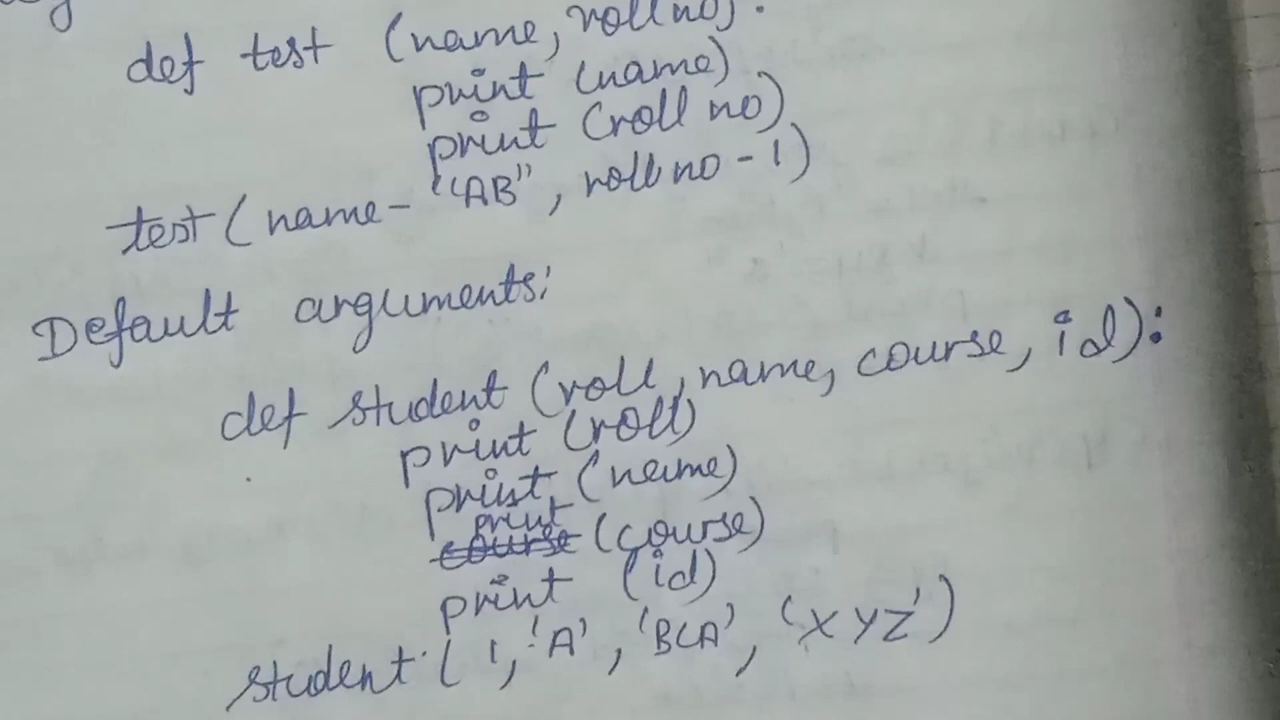 def test (name, roll no):
print (name)
print (roll no)
test (name - "AB", roll no - 1)
Default arguments:
def student (roll, name, course, id):
print (roll)
print (name)
print (course)
print (id)
student (1, 'A', 'BCA', 'XYZ')